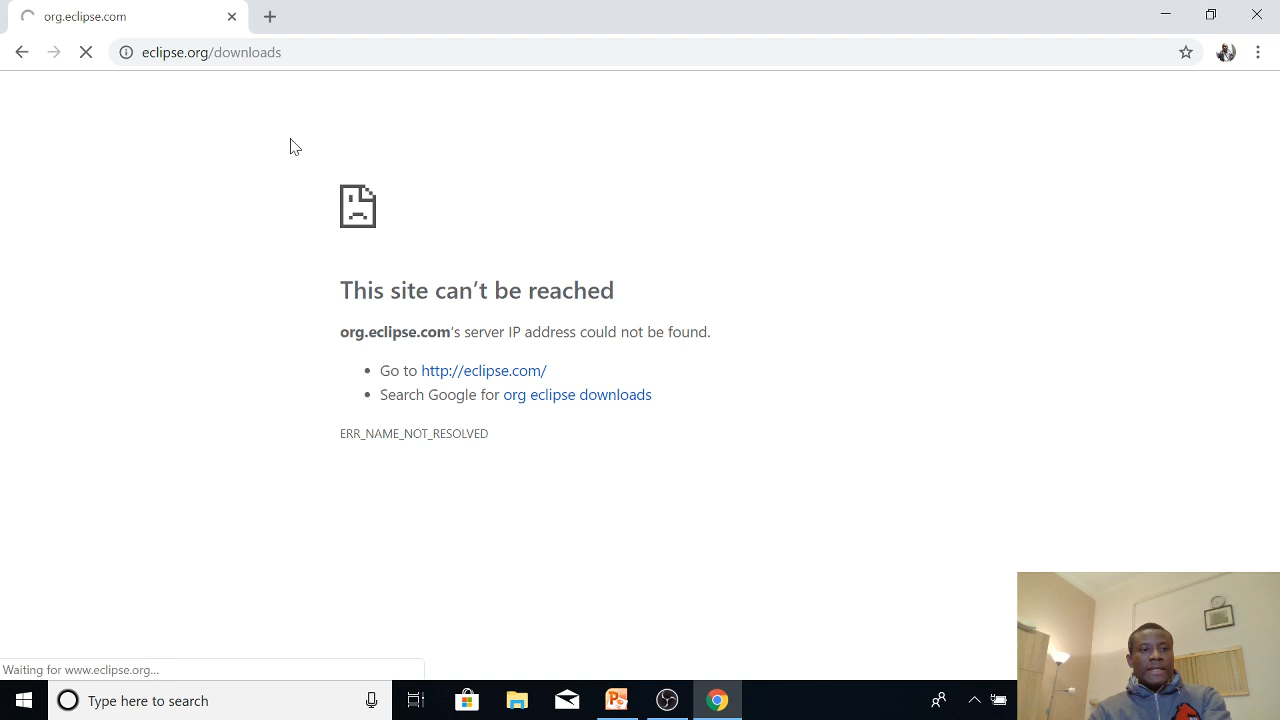 org.eclipse.com
eclipse.org/downloads
This site can't be reached
org.eclipse.com's server IP address could not be found.
• Go to http://eclipse.com/
• Search Google for org eclipse downloads
ERR_NAME_NOT_RESOLVED
Waiting for www.eclipse.org...
Type here to search